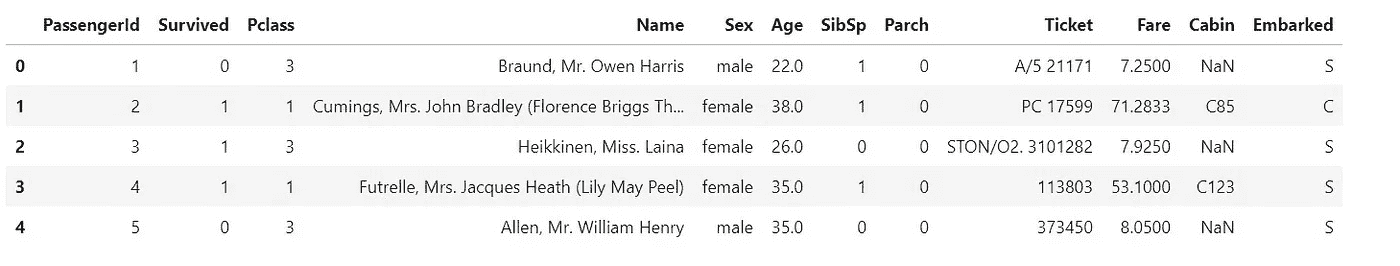 PassengerId Survived Pclass Name Sex Age SibSp Parch Ticket Fare Cabin Embarked
0 1 0 3 Braund, Mr. Owen Harris male 22.0 1 0 A/5 21171 7.2500 NaN S
1 2 1 1 Cumings, Mrs. John Bradley (Florence Briggs Th... female 38.0 1 0 PC 17599 71.2833 C85 C
2 3 1 3 Heikkinen, Miss. Laina female 26.0 0 0 STON/O2. 3101282 7.9250 NaN S
3 4 1 1 Futrelle, Mrs. Jacques Heath (Lily May Peel) female 35.0 1 0 113803 53.1000 C123 S
4 5 0 3 Allen, Mr. William Henry male 35.0 0 0 373450 8.0500 NaN S